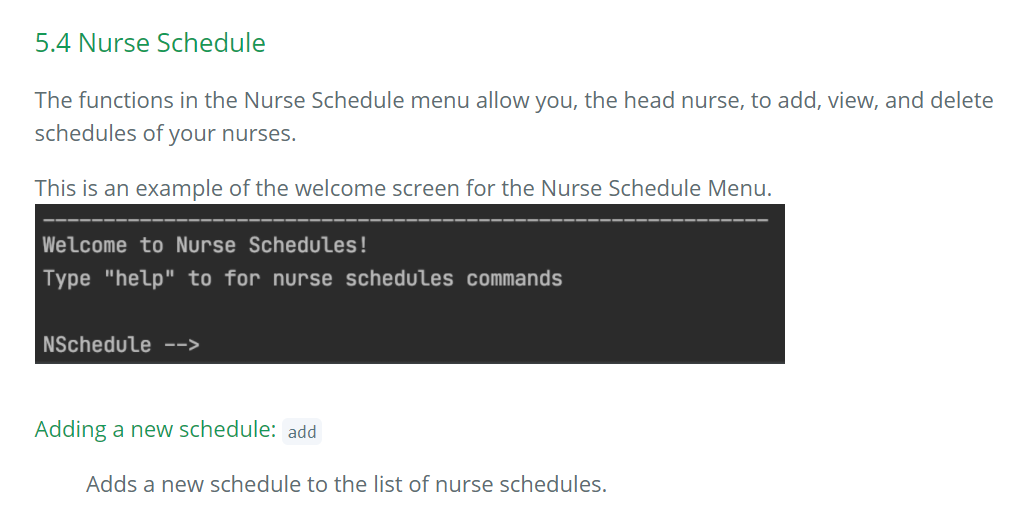 5.4 Nurse Schedule
The functions in the Nurse Schedule menu allow you, the head nurse, to add, view, and delete
schedules of your nurses.
This is an example of the welcome screen for the Nurse Schedule Menu.
------------------------------------------------------------
Welcome to Nurse Schedules!
Type "help" to for nurse schedules commands
NSchedule -->
Adding a new schedule: add
Adds a new schedule to the list of nurse schedules.